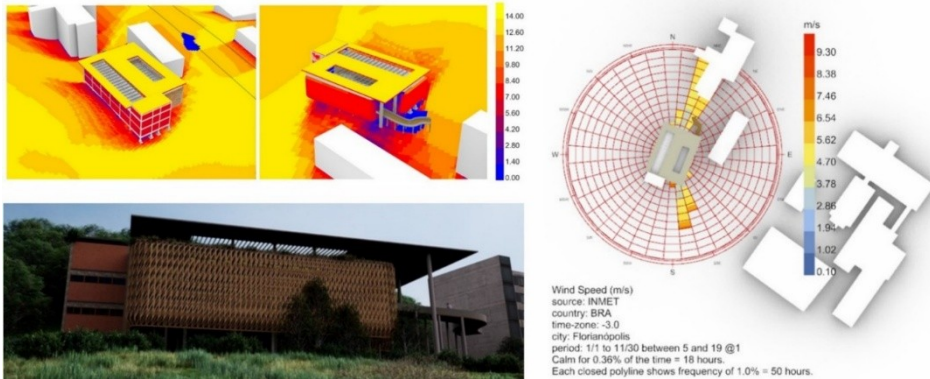 14.00
12.60
11.20
9.80
8.40
7.00
5.60
4.20
2.80
1.40
0.00
N
W
E
S
m/s
9.30
8.38
7.46
6.54
5.62
4.70
3.78
2.86
1.94
1.02
0.10
Wind Speed (m/s)
source: INMET
country: BRA
time-zone: -3.0
city: Florianópolis
period: 1/1 to 11/30 between 5 and 19 @1
Calm for 0.36% of the time = 18 hours.
Each closed polyline shows frequency of 1.0% = 50 hours.